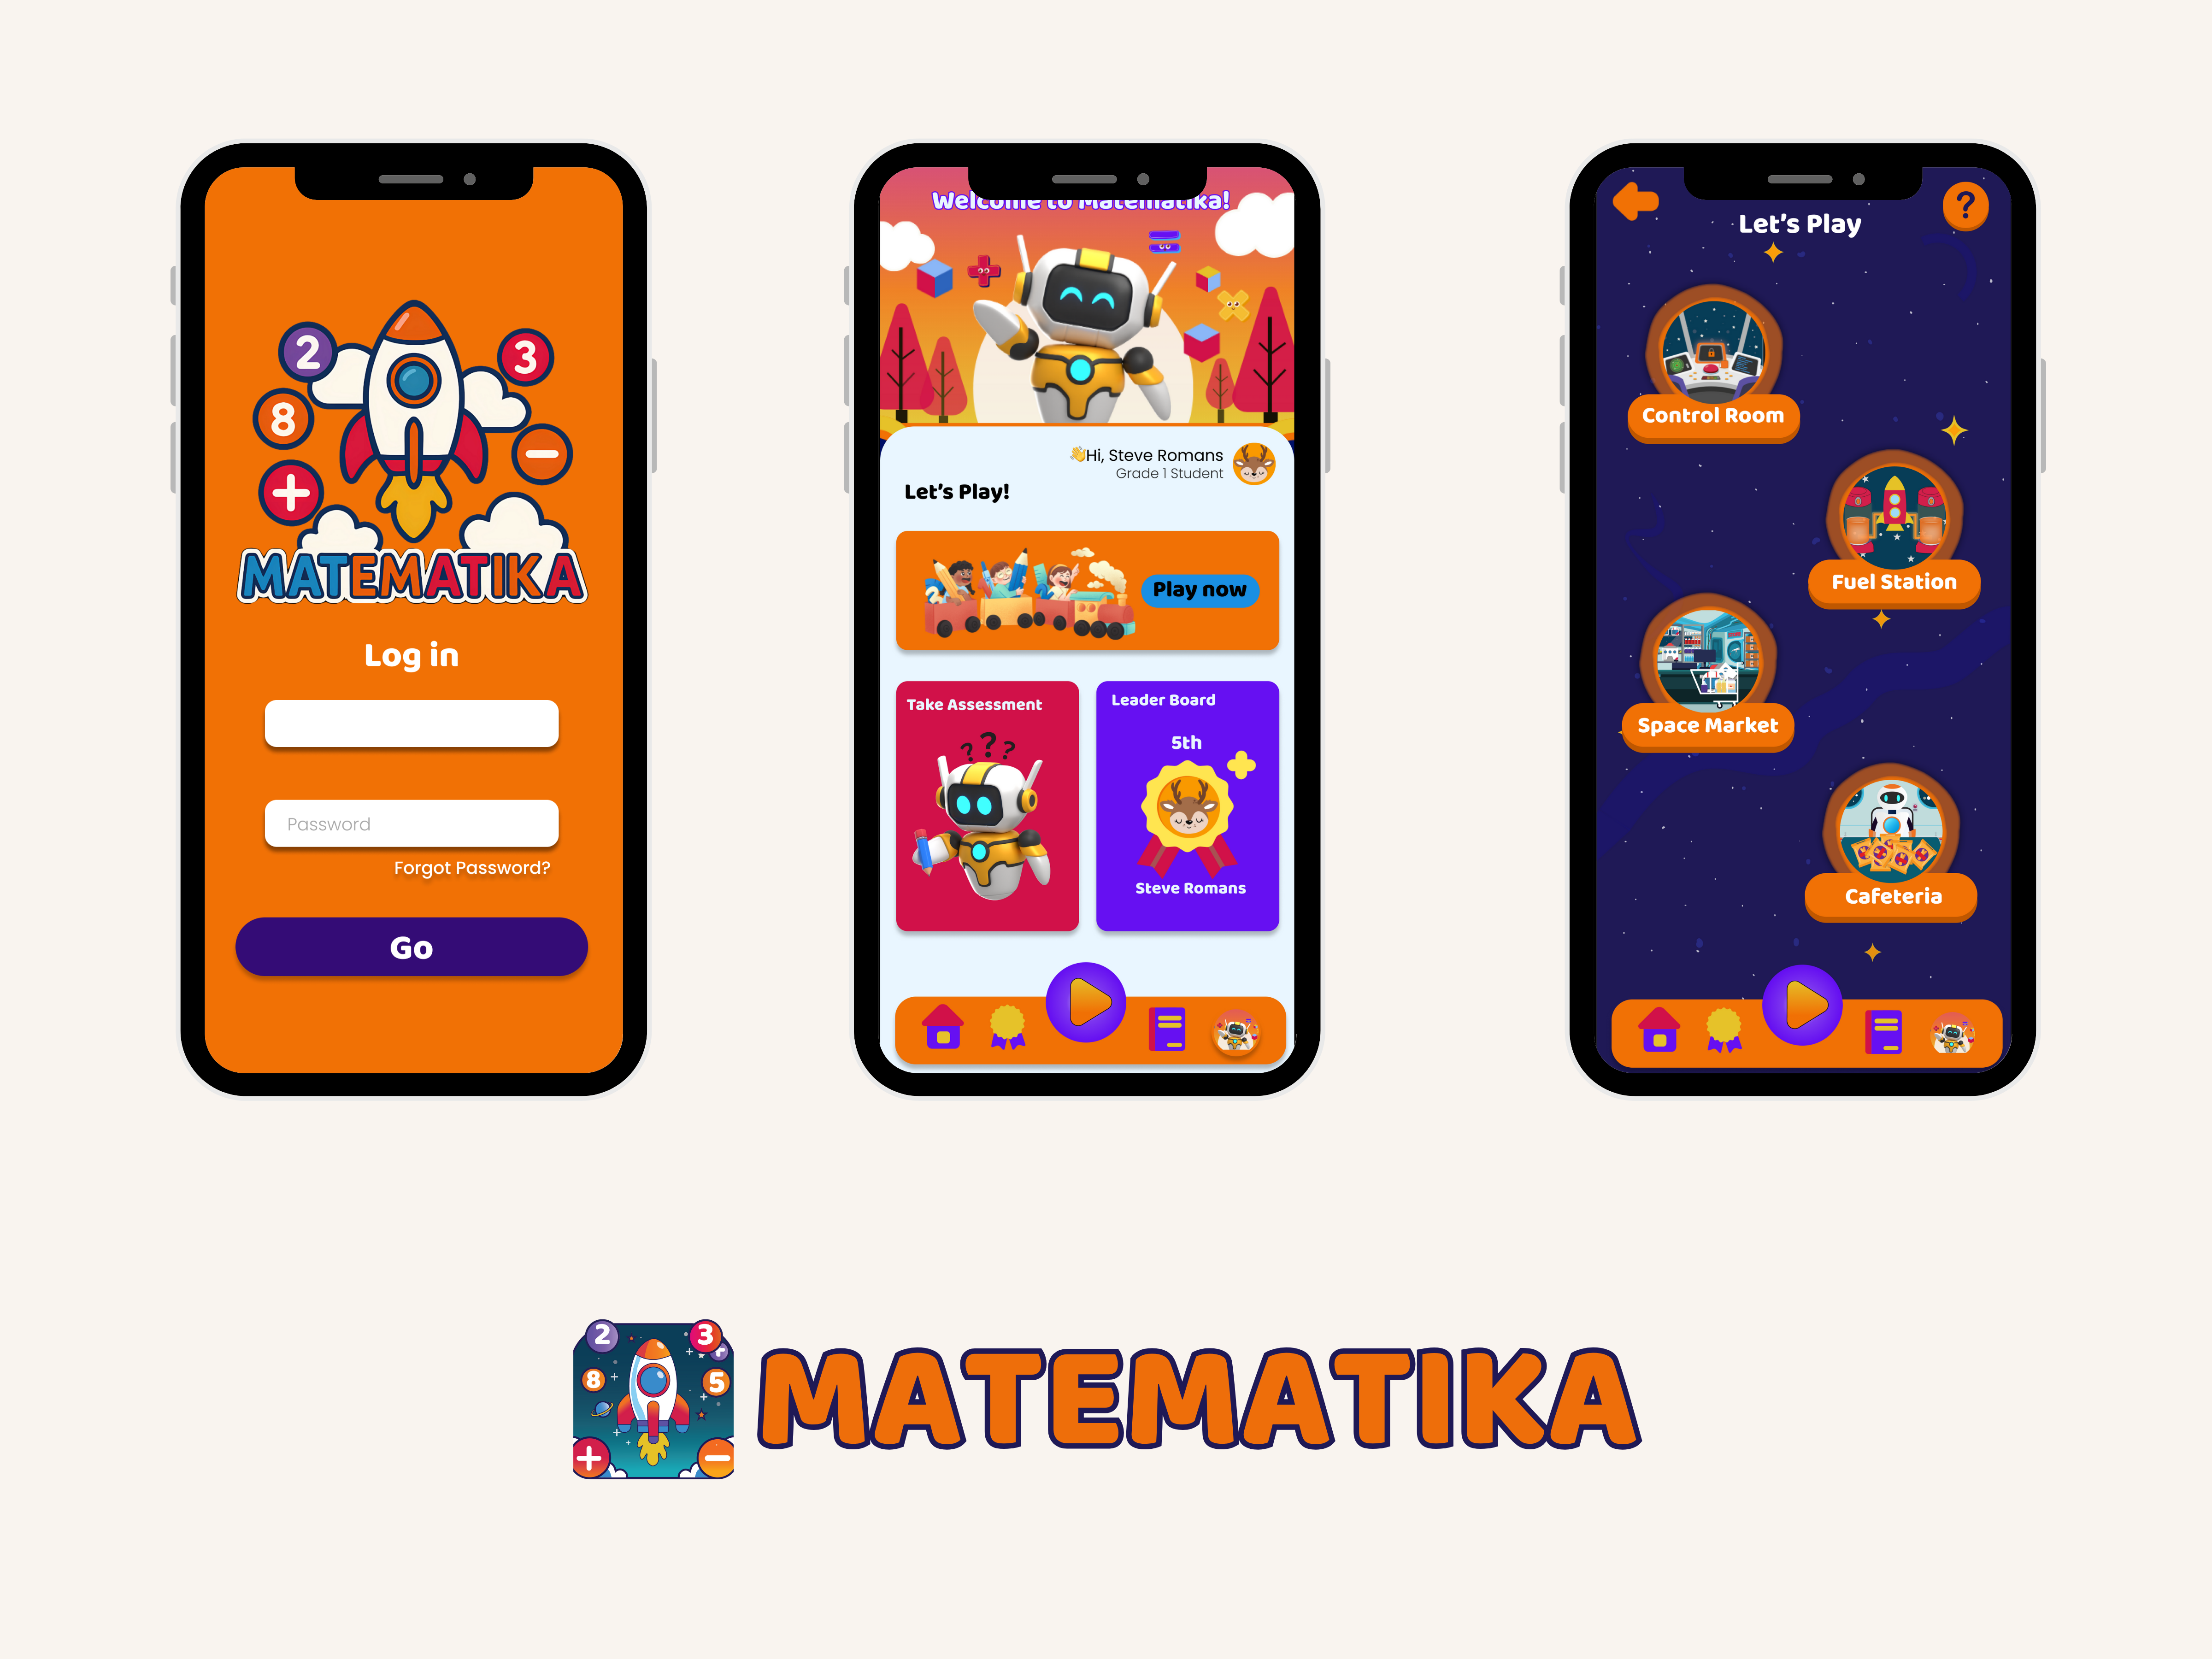 2
3
8
−
+
MATEMATIKA
Log in
Password
Forgot Password?
Go
Welcome to Matematika!
👋Hi, Steve Romans
Grade 1 Student
Let's Play!
Play now
Take Assessment
? ? ?
Leader Board
5th
Steve Romans
Let's Play
?
Control Room
Fuel Station
Space Market
Cafeteria
2
3
8
5
+
−
MATEMATIKA